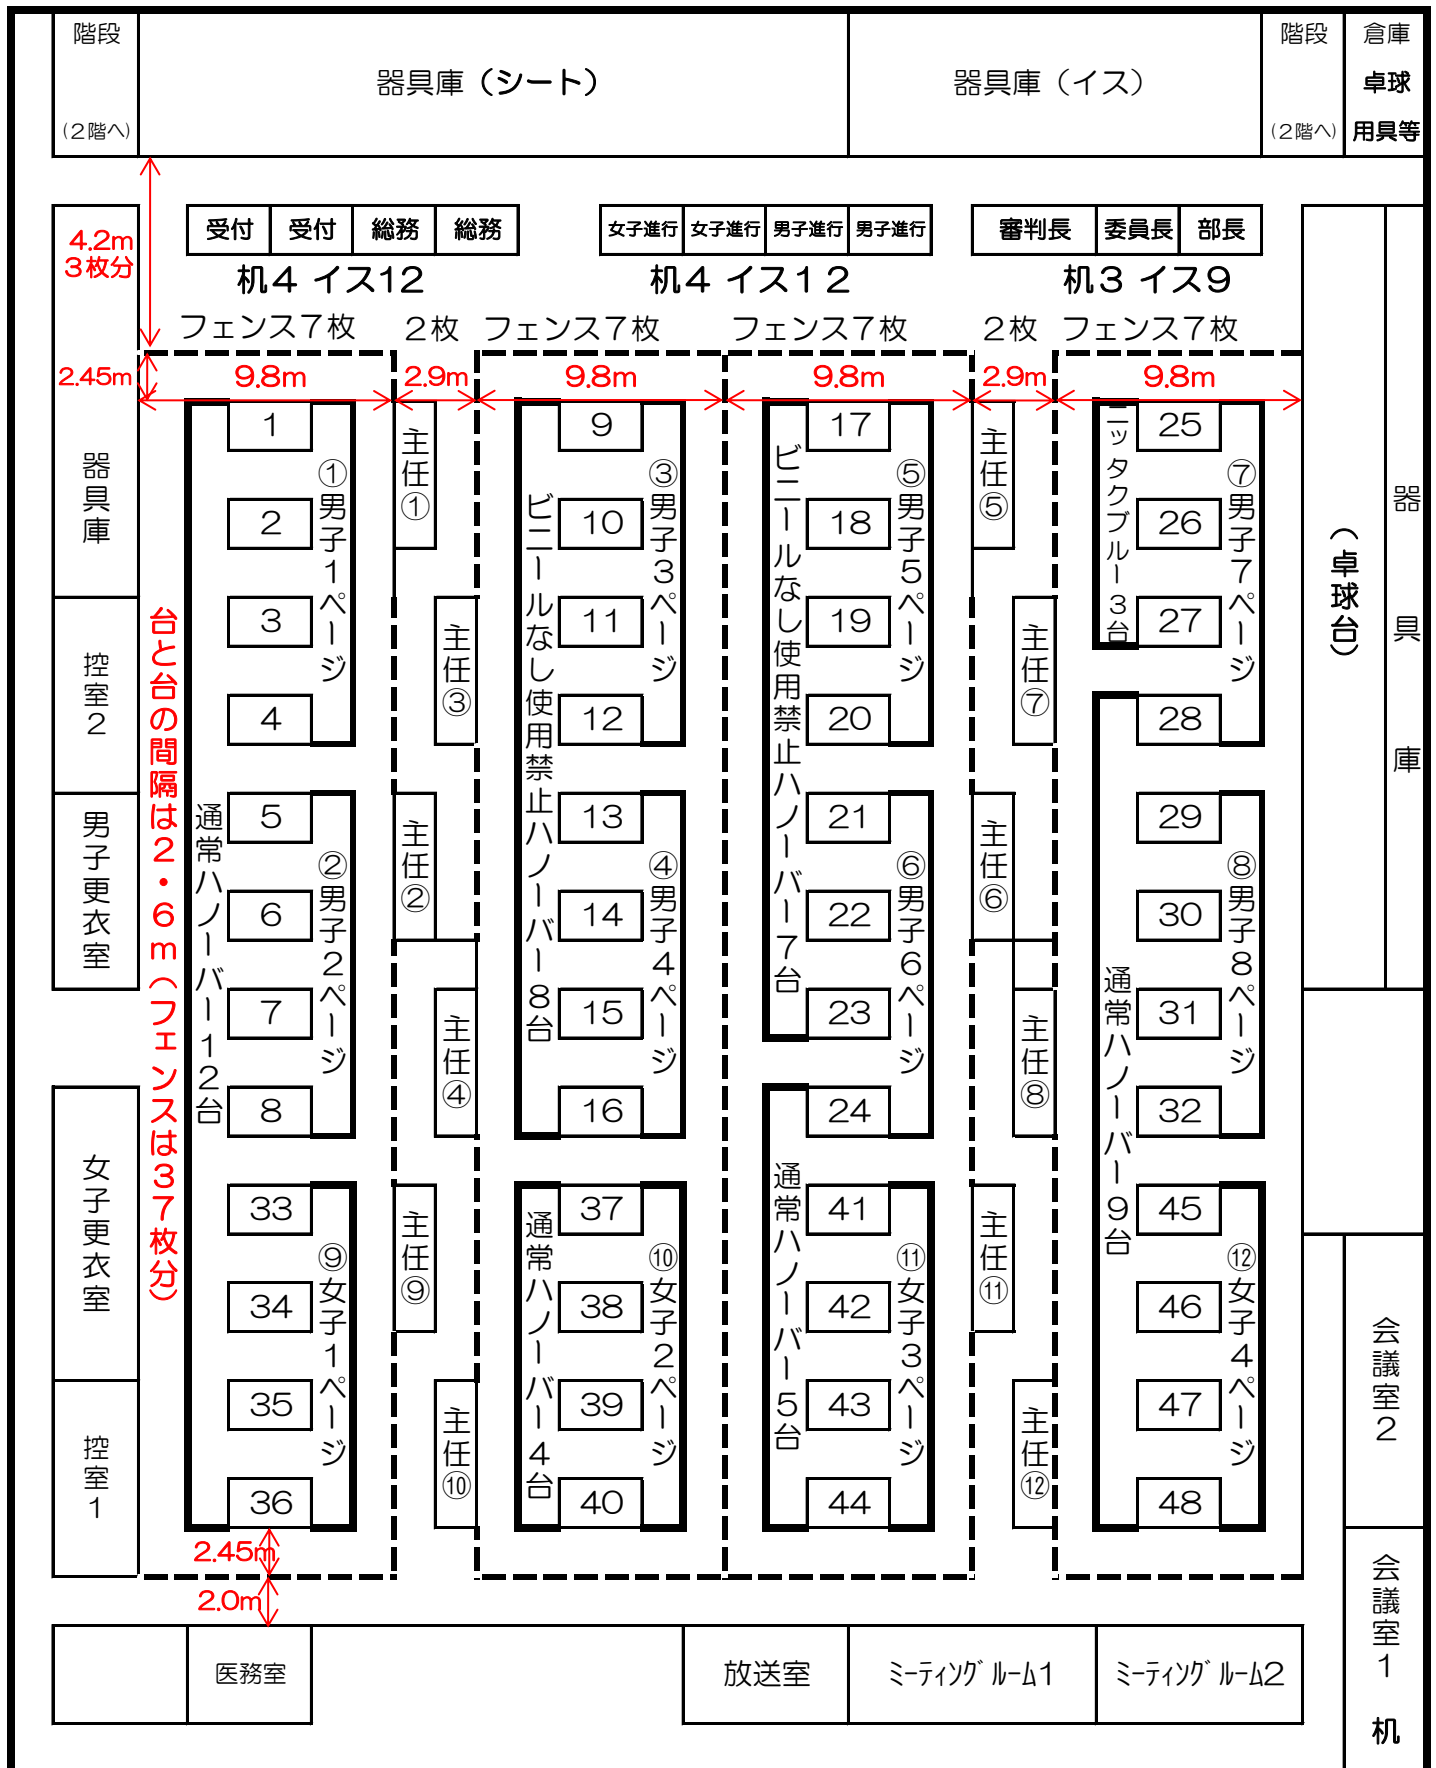 階段
(2階へ)
器具庫（シート）
器具庫（イス）
階段
(2階へ)
倉庫
卓球
用具等
4.2m
3枚分
受付
受付
総務
総務
女子進行
女子進行
男子進行
男子進行
審判長
委員長
部長
机4 イス12
机4 イス12
机3 イス9
フェンス7枚
2枚
フェンス7枚
フェンス7枚
2枚
フェンス7枚
2.45m
9.8m
2.9m
9.8m
9.8m
2.9m
9.8m
器具庫
控室2
男子更衣室
女子更衣室
控室1
台と台の間隔は2・6m（フェンスは37枚分）
通常ハノーバー12台
1
2
3
4
5
6
7
8
33
34
35
36
①男子1ページ
②男子2ページ
⑨女子1ページ
主任①
主任③
主任②
主任④
主任⑨
主任⑩
ビニールなし使用禁止ハノーバー8台
通常ハノーバー4台
9
10
11
12
13
14
15
16
37
38
39
40
③男子3ページ
④男子4ページ
⑩女子2ページ
ビニールなし使用禁止ハノーバー7台
通常ハノーバー5台
17
18
19
20
21
22
23
24
41
42
43
44
⑤男子5ページ
⑥男子6ページ
⑪女子3ページ
主任⑤
主任⑦
主任⑥
主任⑧
主任⑪
主任⑫
ニッタクブルー3台
通常ハノーバー9台
25
26
27
28
29
30
31
32
45
46
47
48
⑦男子7ページ
⑧男子8ページ
⑫女子4ページ
（卓球台）
器具庫
会議室2
会議室1 机
2.45m
2.0m
医務室
放送室
ミーティングルーム1
ミーティングルーム2